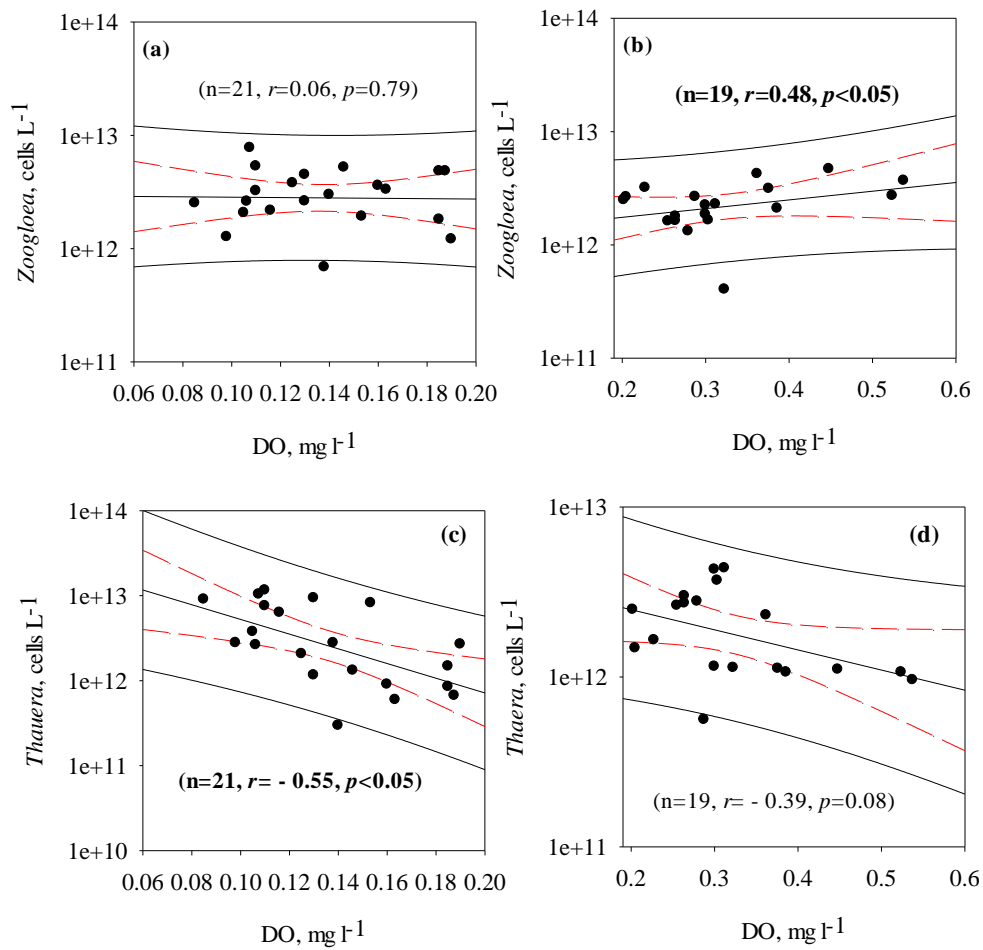 (a)
(n=21, r=0.06, p=0.79)
1e+14
1e+13
1e+12
1e+11
Zoogloea, cells L-1
0.06 0.08 0.10 0.12 0.14 0.16 0.18 0.20
DO, mg l-1
(b)
(n=19, r=0.48, p<0.05)
1e+14
1e+13
1e+12
1e+11
Zoogloea, cells L-1
0.2 0.3 0.4 0.5 0.6
DO, mg l-1
(c)
1e+14
1e+13
1e+12
1e+11
1e+10
Thauera, cells L-1
(n=21, r= - 0.55, p<0.05)
0.06 0.08 0.10 0.12 0.14 0.16 0.18 0.20
DO, mg l-1
(d)
1e+13
1e+12
1e+11
Thaera, cells L-1
(n=19, r= - 0.39, p=0.08)
0.2 0.3 0.4 0.5 0.6
DO, mg l-1